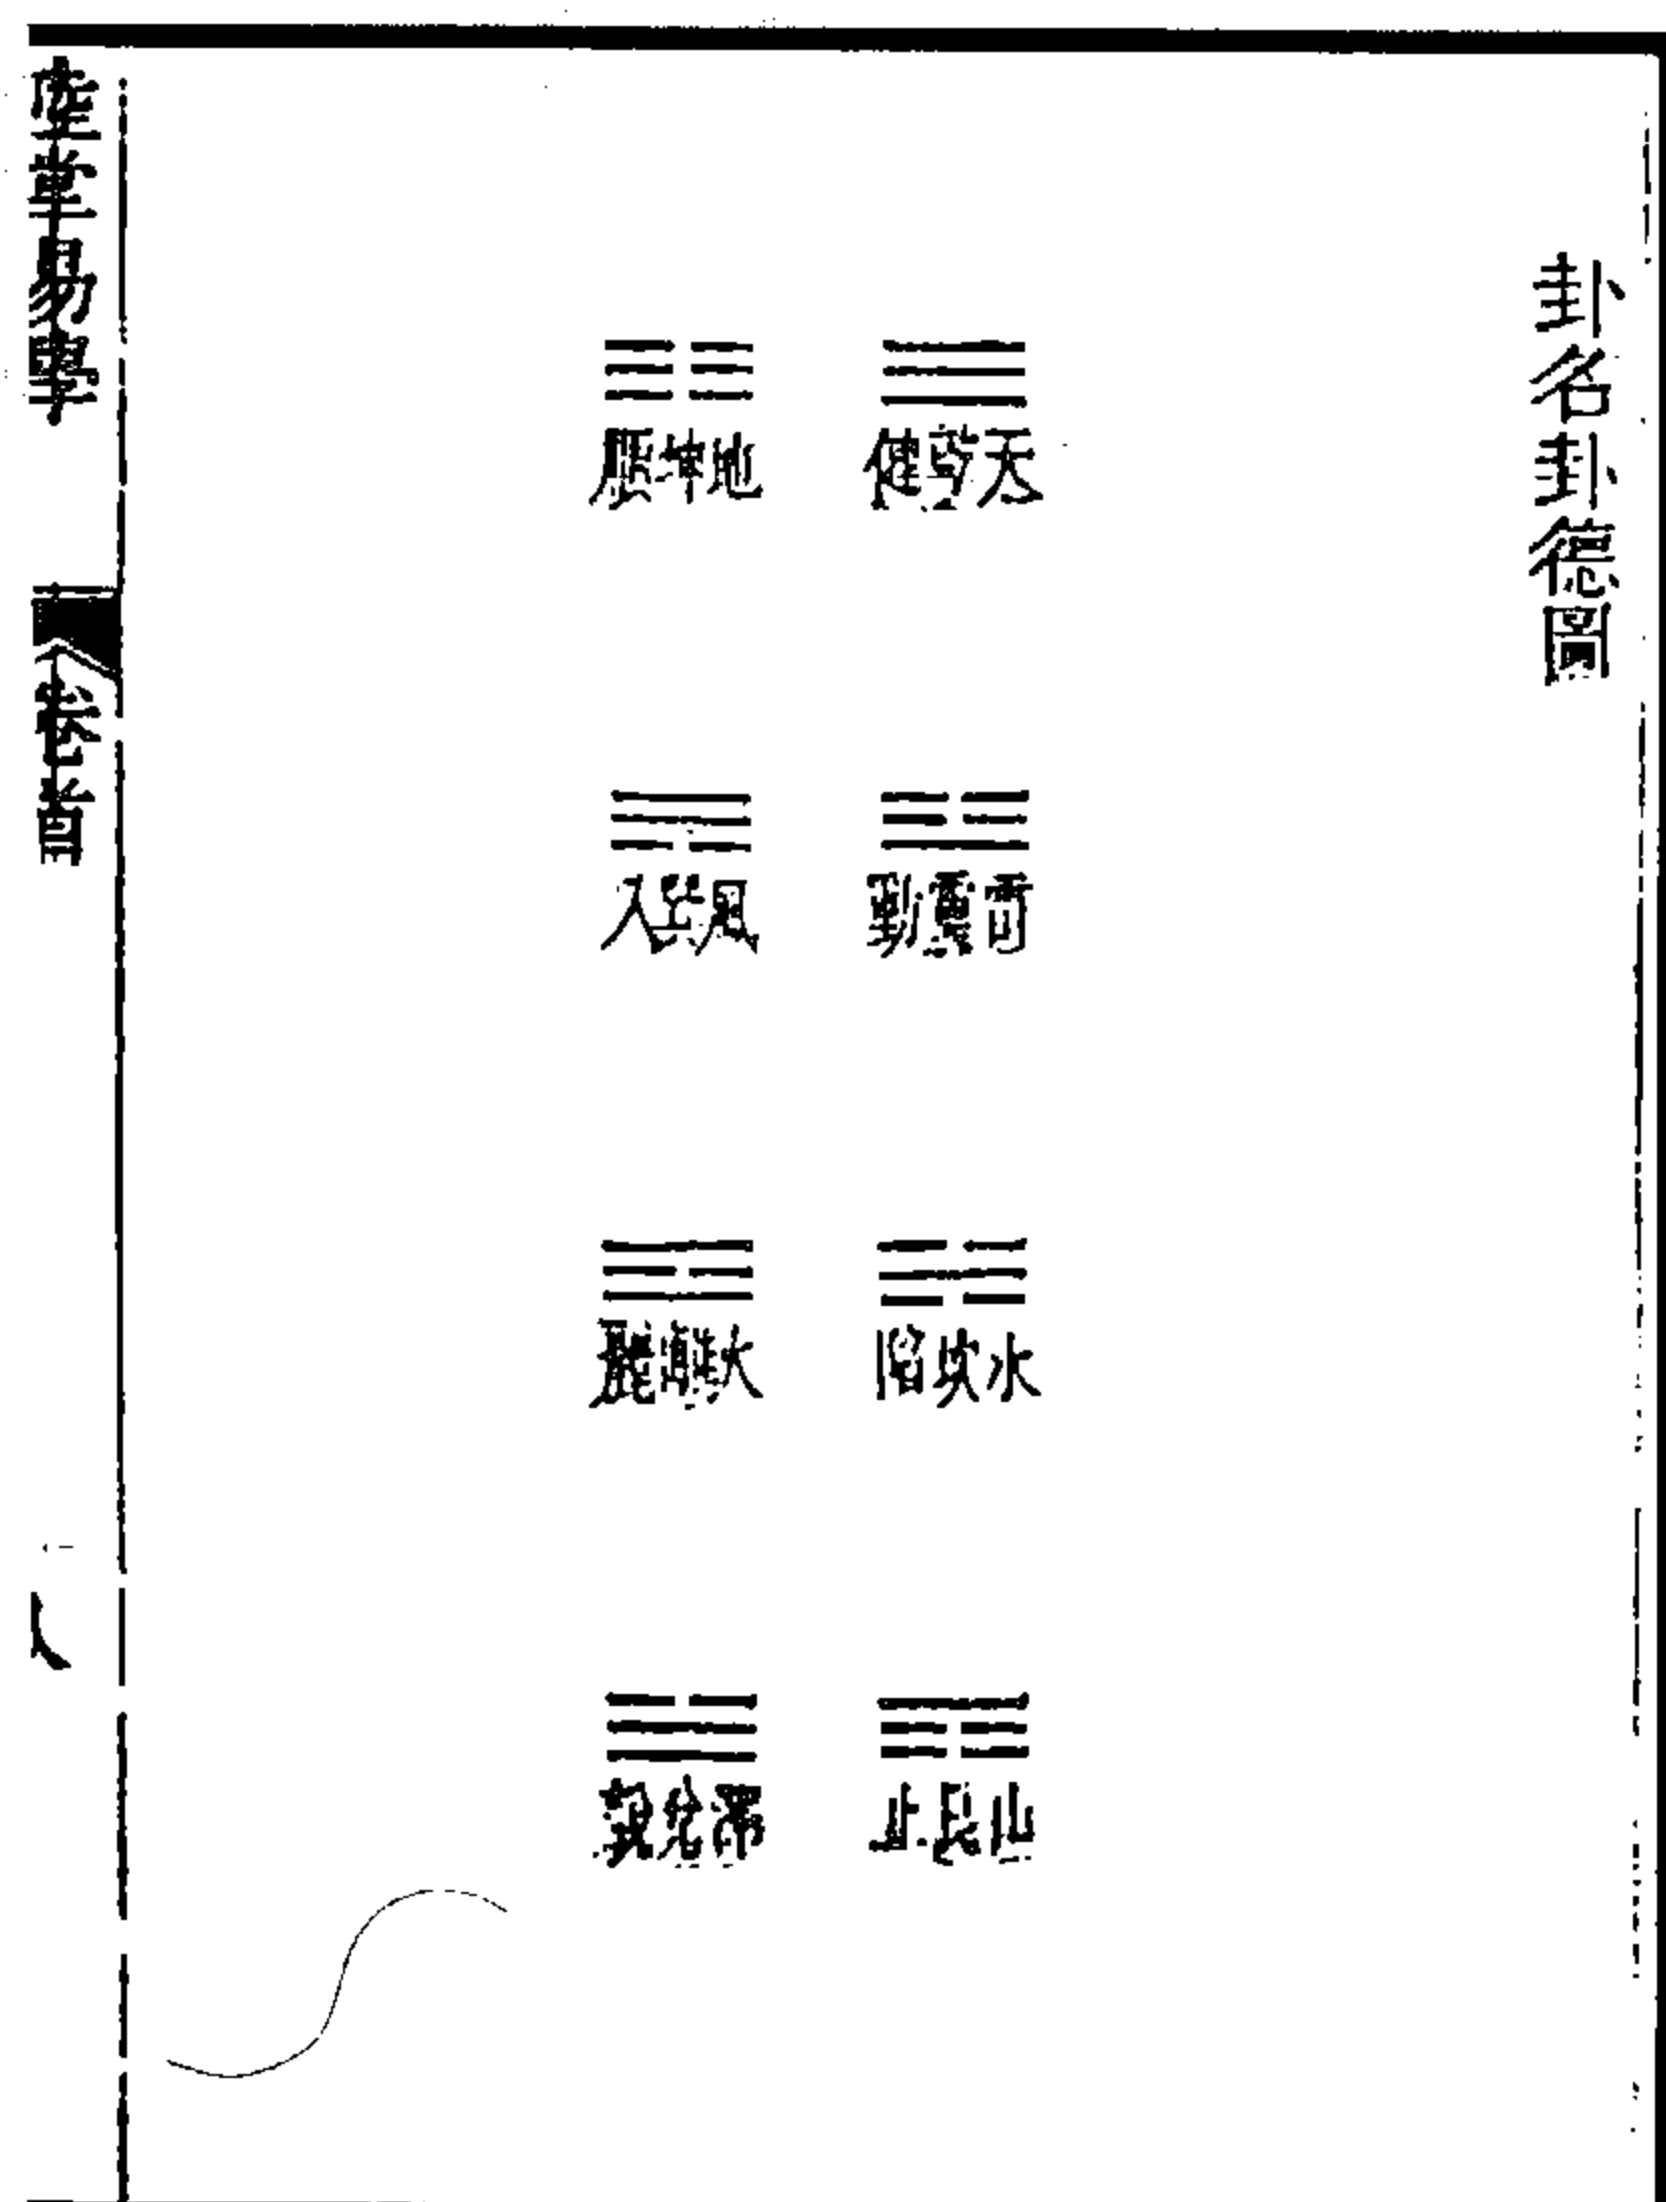 卦名卦德圖
☰
天乾健
☳
雷震動
☵
水坎陷
☶
山艮止
☷
地坤順
☴
風巽入
☲
火離麗
☱
澤兌說
堂易學
卷首